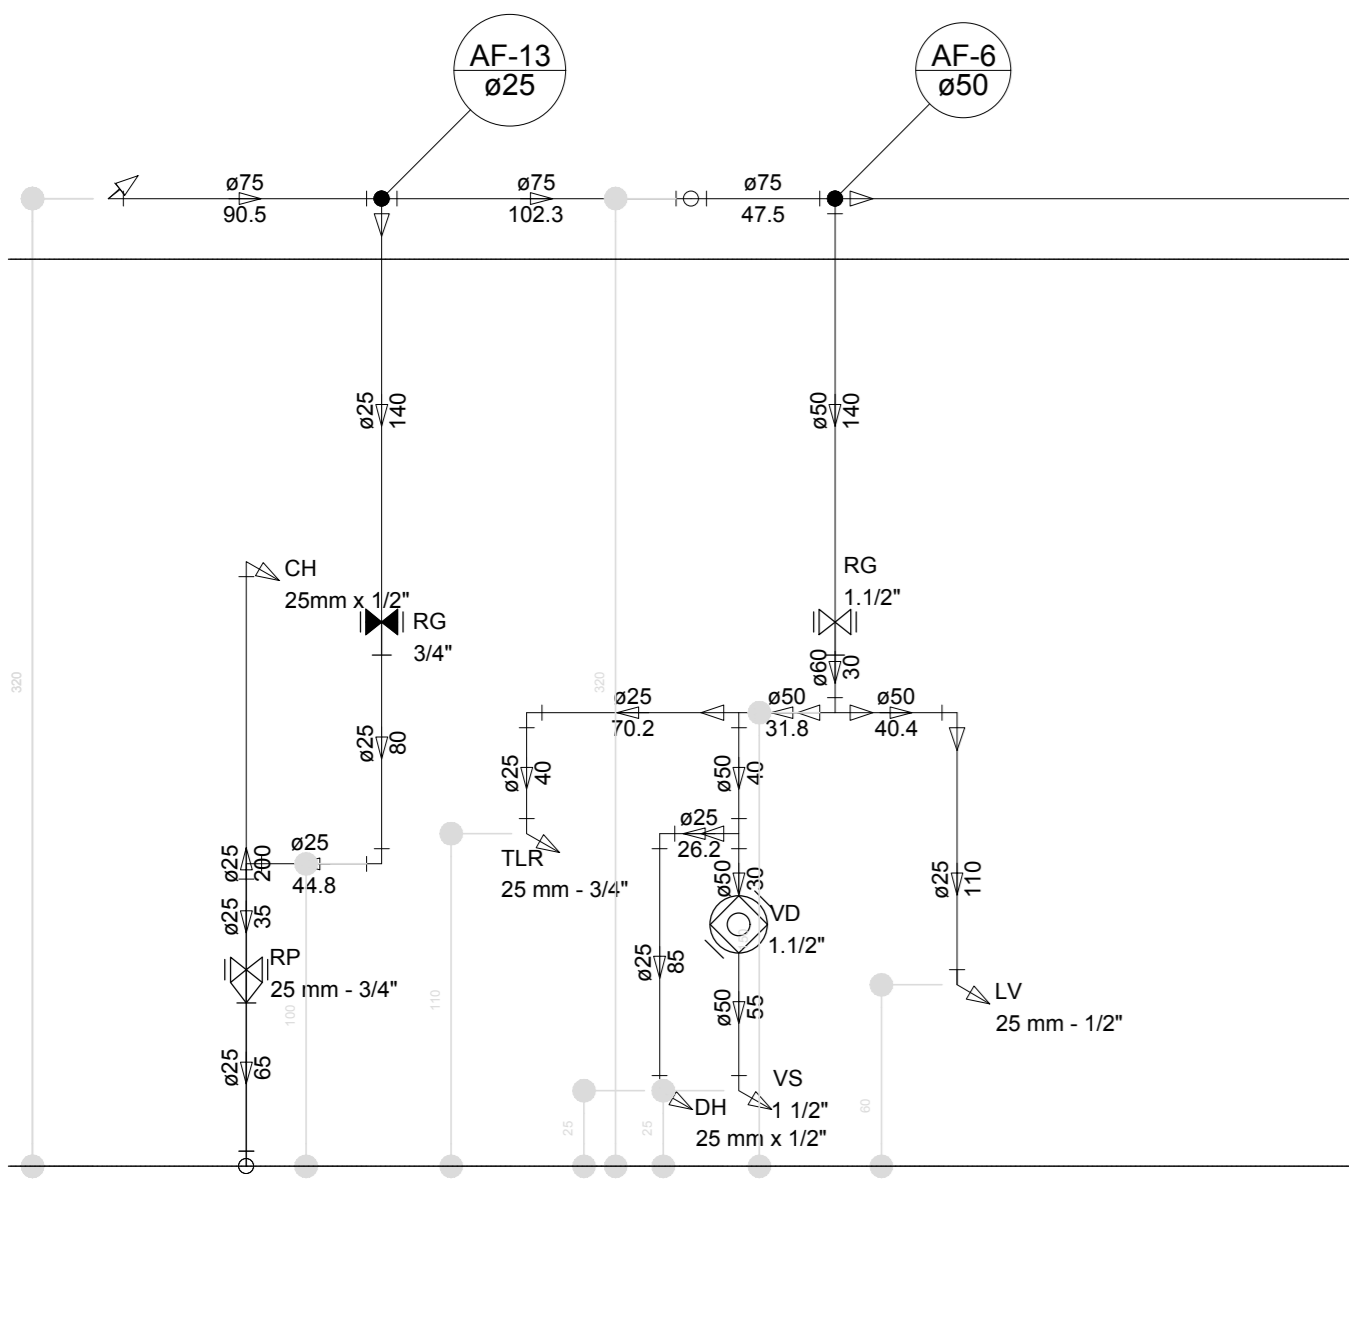 AF-13
ø25
AF-6
ø50
ø75
90.5
ø75
102.3
ø75
47.5
ø25
140
ø50
140
CH
25mm x 1/2"
RG
3/4"
RG
1.1/2"
ø60
30
320
320
ø25
70.2
ø50
31.8
ø50
40.4
ø25
80
ø25
40
ø50
40
ø25
26.2
ø25
44.8
ø25
200
ø25
35
TLR
25 mm - 3/4"
ø50
30
VD
1.1/2"
ø25
110
RP
25 mm - 3/4"
ø25
85
ø50
55
LV
25 mm - 1/2"
100
110
ø25
65
VS
1 1/2"
DH
25 mm x 1/2"
25
25
60